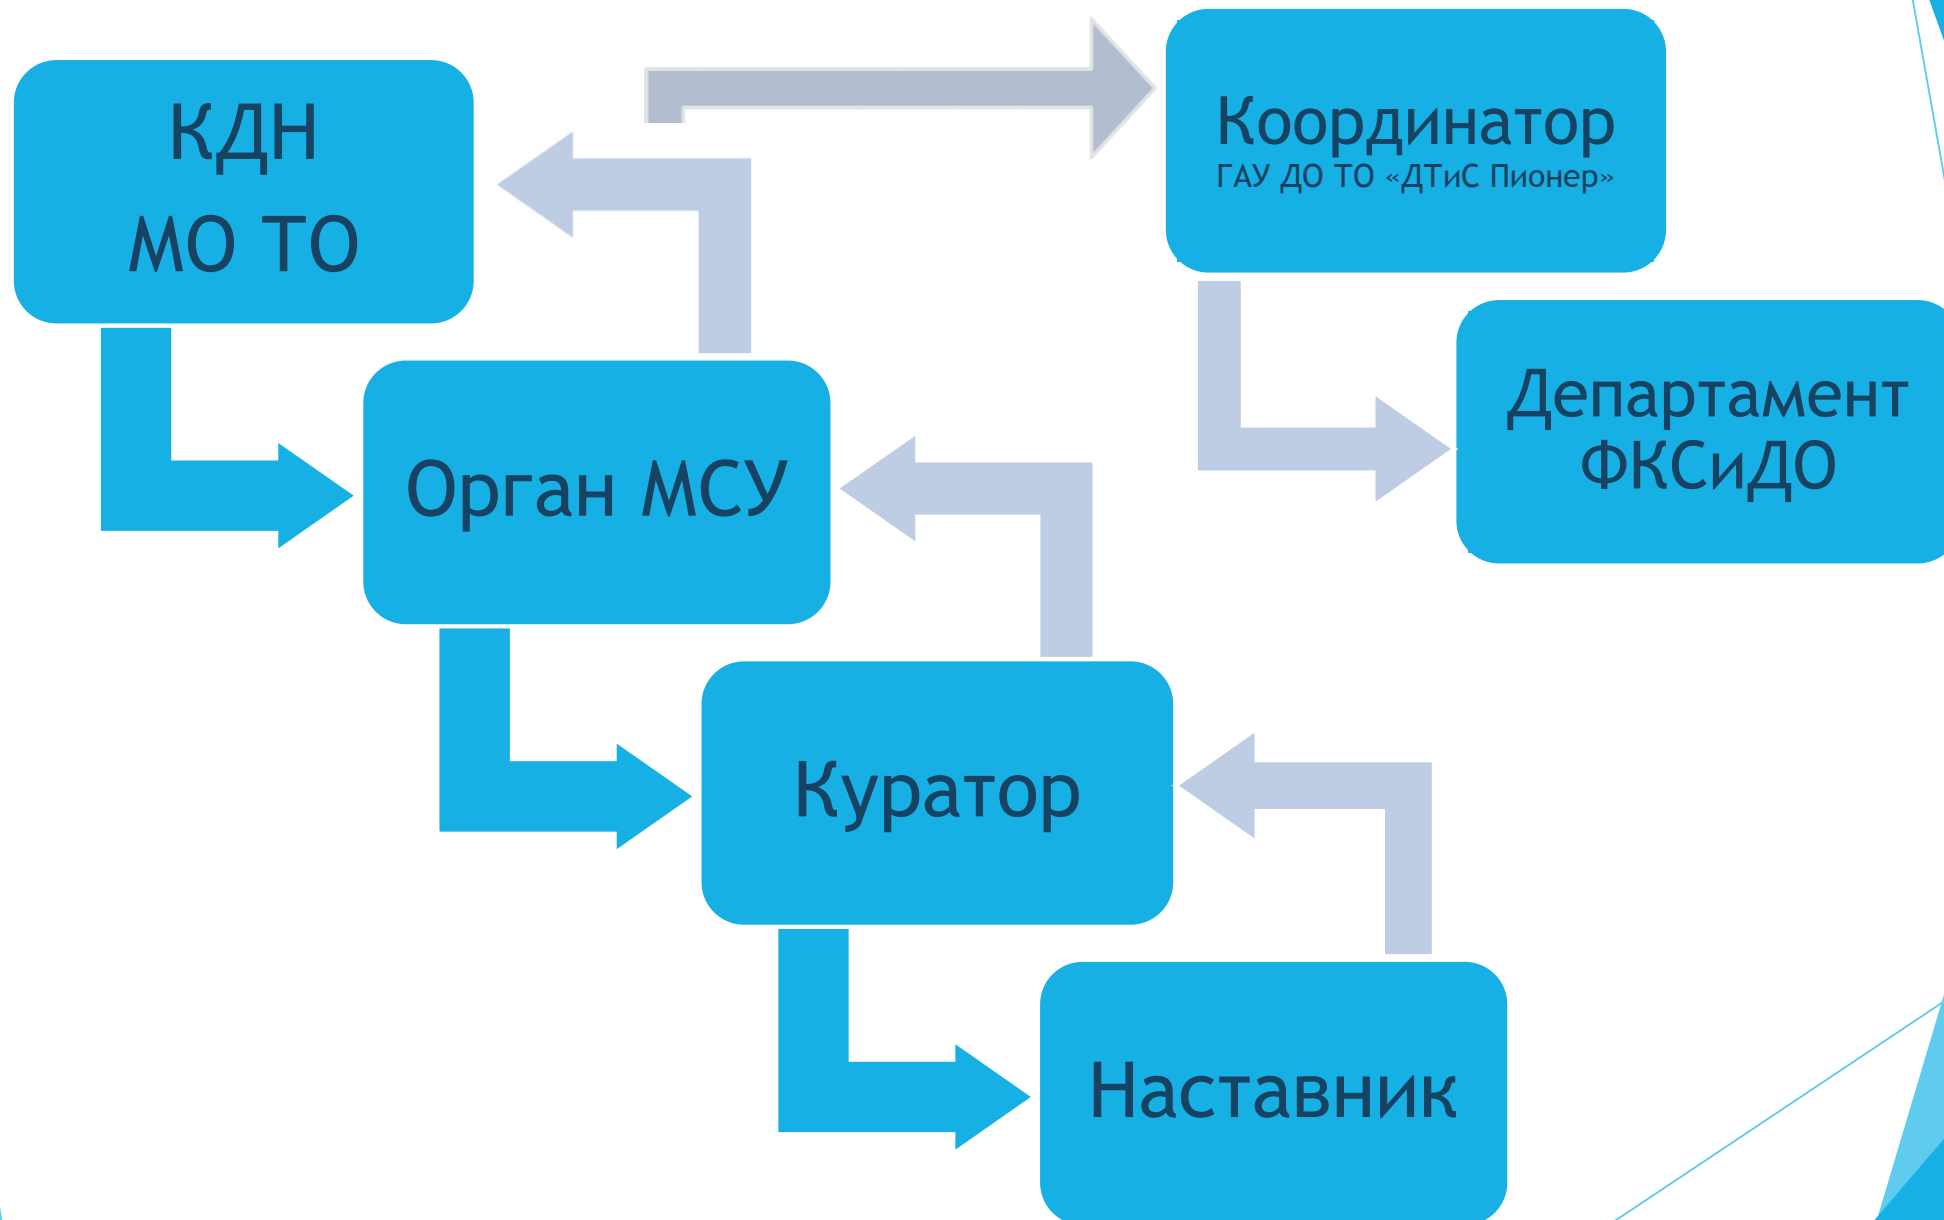 КДН
МО ТО
Координатор
ГАУ ДО ТО «ДТиС Пионер»
Департамент
ФКСиДО
Орган МСУ
Куратор
Наставник